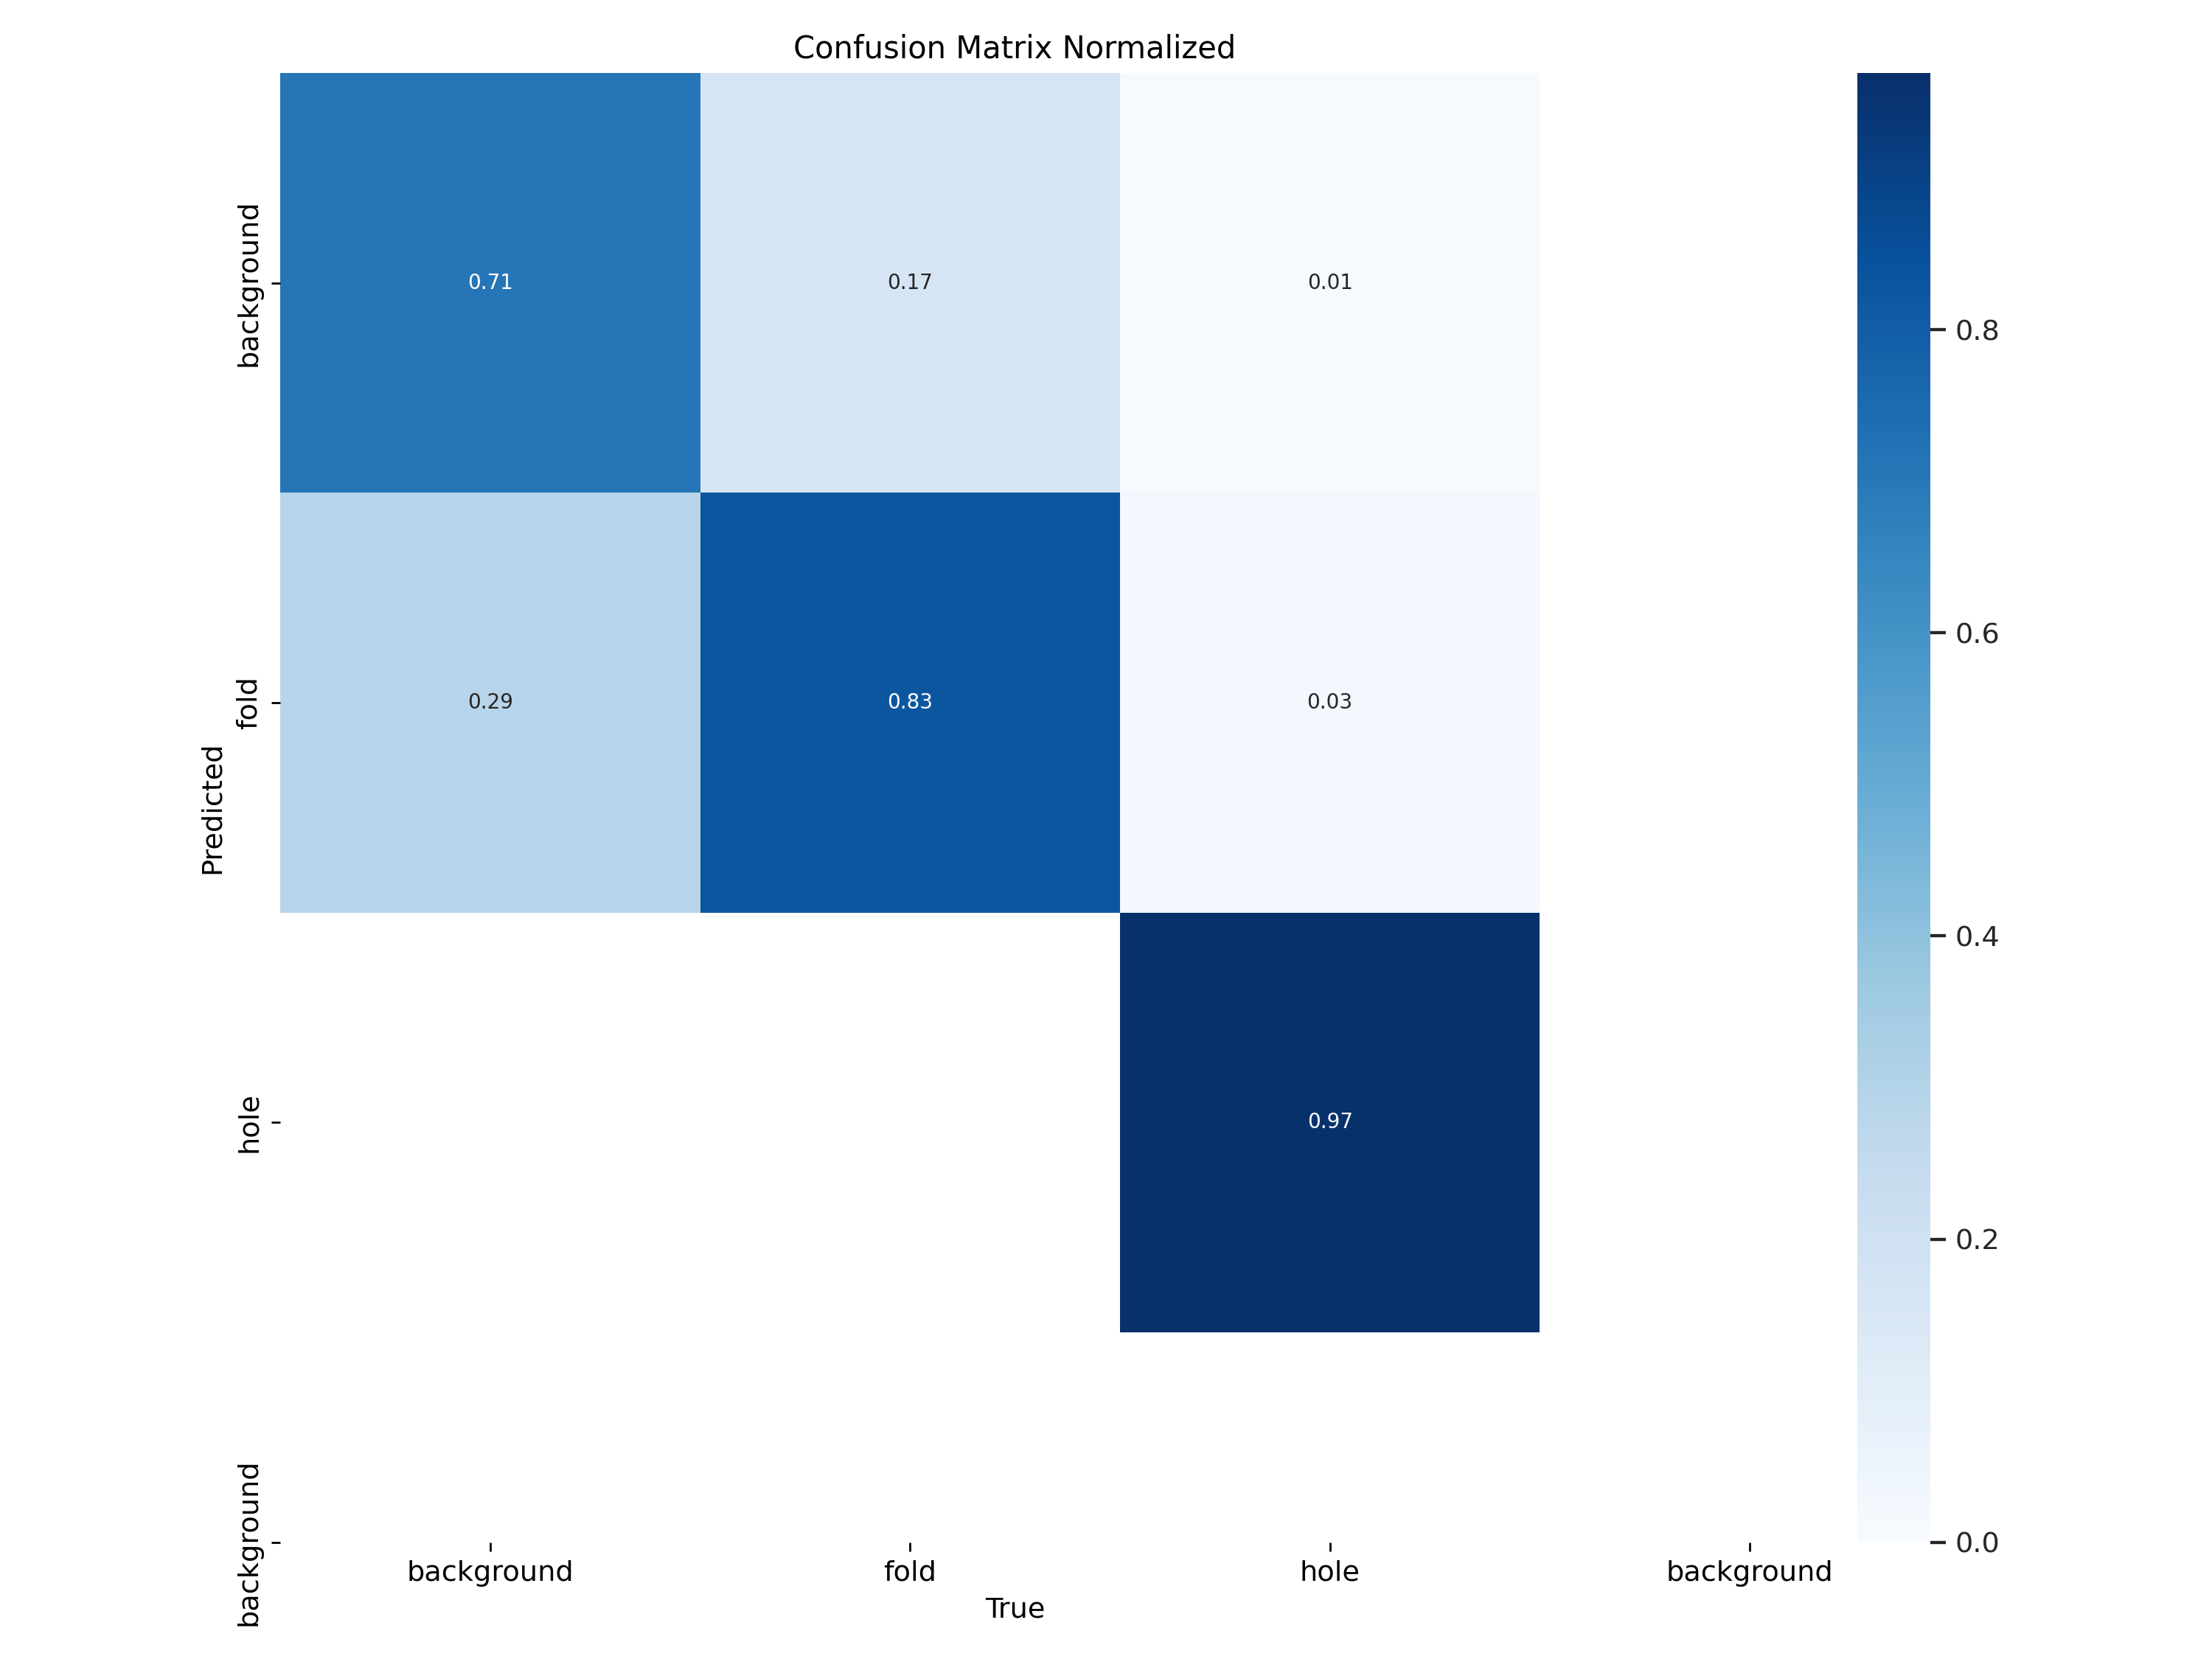 Confusion Matrix Normalized
background
0.71
0.17
0.01
fold
0.29
0.83
0.03
hole
0.97
background
Predicted
background
fold
hole
background
True
0.8
0.6
0.4
0.2
0.0